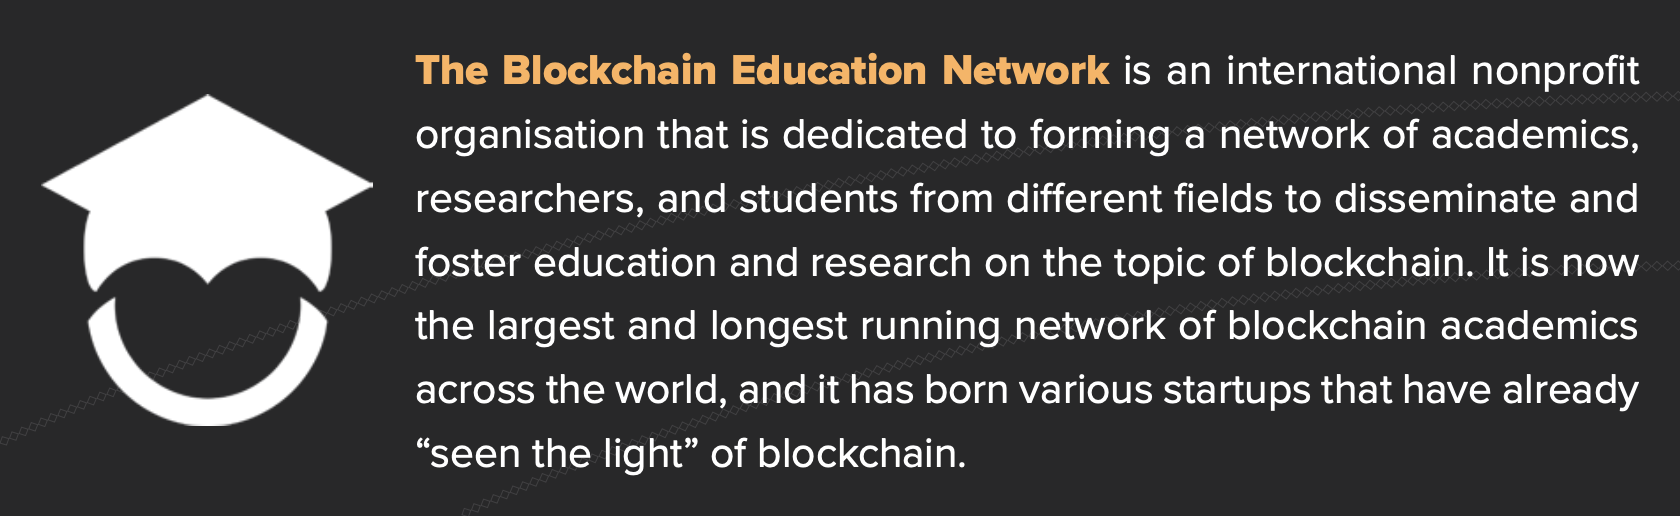 The Blockchain Education Network is an international nonprofit
organisation that is dedicated to forming a network of academics,
researchers, and students from different fields to disseminate and
foster education and research on the topic of blockchain. It is now
the largest and longest running network of blockchain academics
across the world, and it has born various startups that have already
“seen the light” of blockchain.